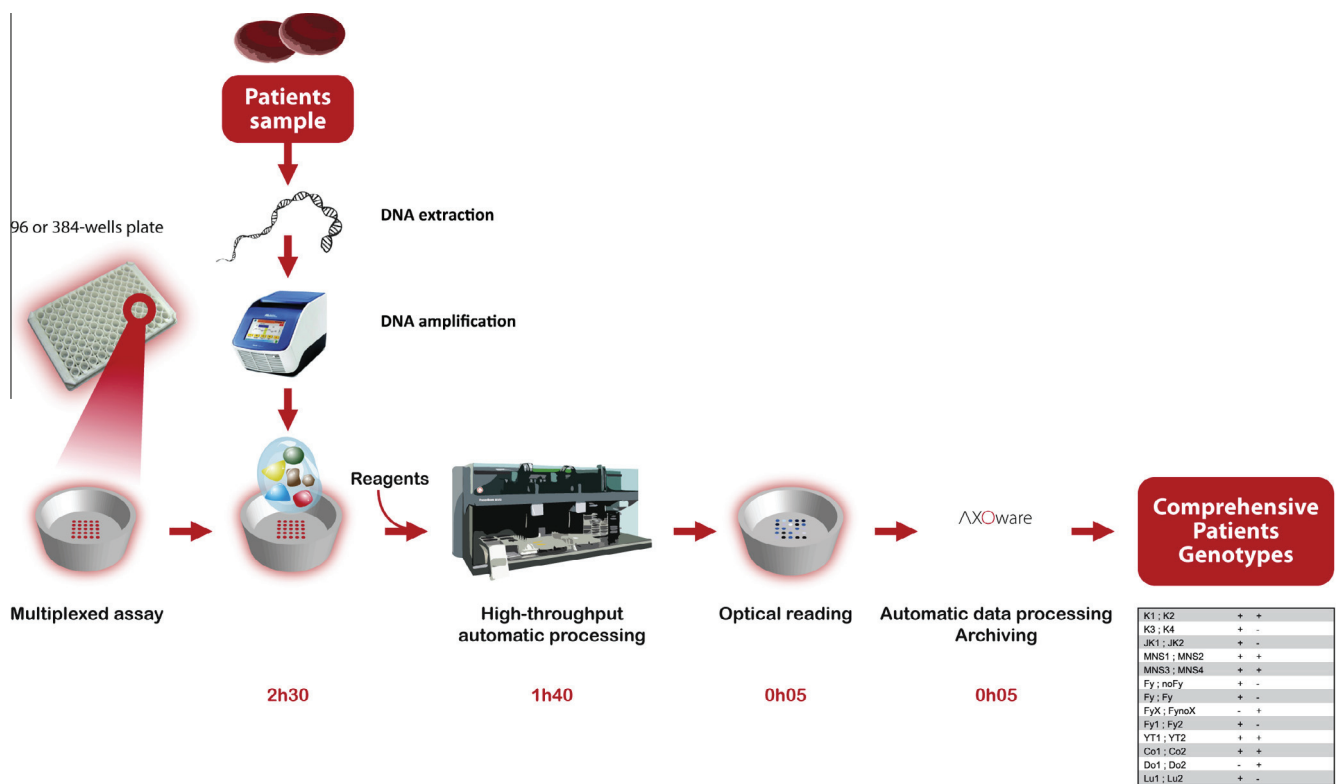 Patients
sample
DNA extraction
96 or 384-wells plate
DNA amplification
Reagents
AXOware
Comprehensive
Patients
Genotypes
Multiplexed assay
High-throughput
automatic processing
Optical reading
Automatic data processing
Archiving
2h30
1h40
0h05
0h05
K1 ; K2 + +
K3 ; K4 + -
JK1 ; JK2 + -
MNS1 ; MNS2 + +
MNS3 ; MNS4 + +
Fy ; noFy + -
Fy ; Fy + -
FyX ; FynoX - +
Fy1 ; Fy2 + -
YT1 ; YT2 + +
Co1 ; Co2 + +
Do1 ; Do2 - +
Lu1 ; Lu2 + -